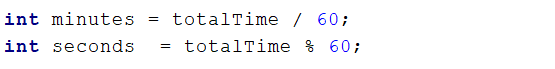 int minutes = totalTime / 60;
int seconds  = totalTime % 60;